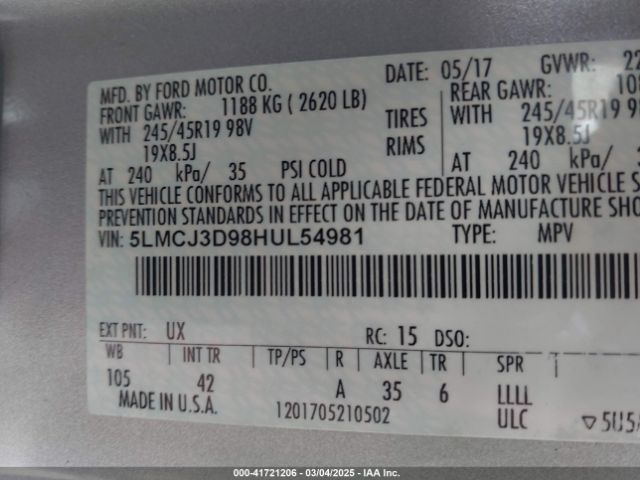 MFD. BY FORD MOTOR CO. DATE: 05/17 GVWR: 22
FRONT GAWR: 1188 KG ( 2620 LB) REAR GAWR: 108
WITH 245/45R19 98V TIRES WITH 245/45R19 98
19X8.5J RIMS 19X8.5J
AT 240 kPa/ 35 PSI COLD AT 240 kPa/
THIS VEHICLE CONFORMS TO ALL APPLICABLE FEDERAL MOTOR VEHICLE S
PREVENTION STANDARDS IN EFFECT ON THE DATE OF MANUFACTURE SHO
VIN: 5LMCJ3D98HUL54981 TYPE: MPV
EXT PNT: UX RC: 15 DSO:
WB INT TR TP/PS R AXLE TR SPR
105 42 A 35 6 LLLL
MADE IN U.S.A. 1201705210502 ULC ▽5U5A
000-41721206 - 03/04/2025 - IAA Inc.